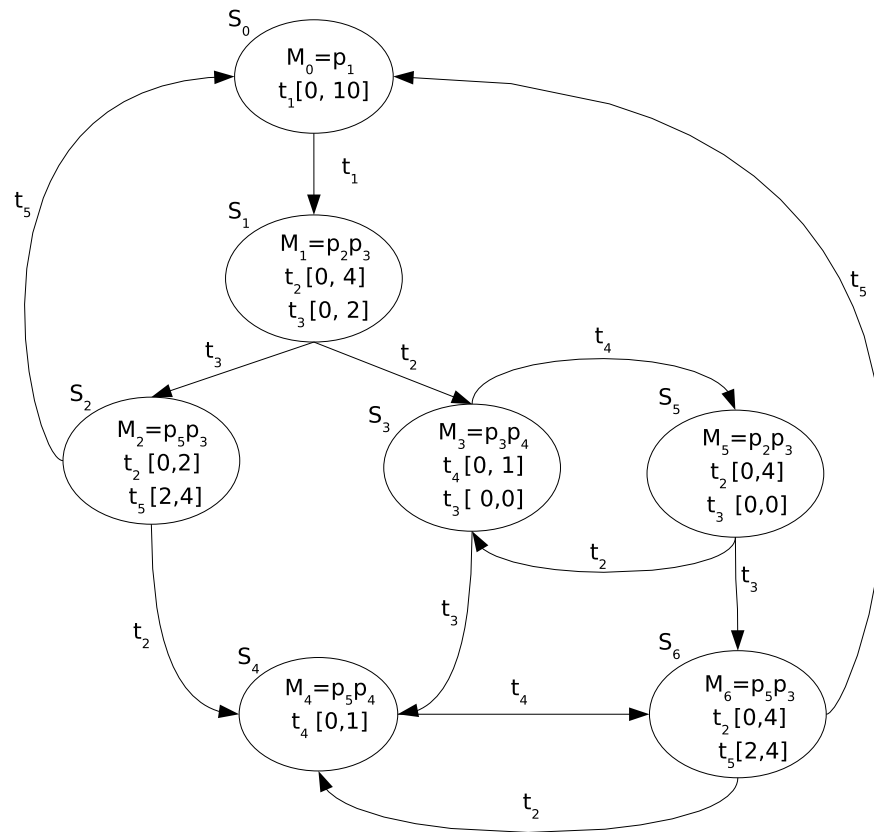 S0
M0=p1
t1[0, 10]
t1
t5
S1
M1=p2p3
t2[0, 4]
t3[0, 2]
t5
t3
t2
t4
S2
M2=p5p3
t2 [0,2]
t5[2,4]
S3
M3=p3p4
t4[0, 1]
t3[ 0,0]
S5
M5=p2p3
t2[0,4]
t3 [0,0]
t2
t3
t3
t2
S4
M4=p5p4
t4 [0,1]
t4
S6
M6=p5p3
t2[0,4]
t5[2,4]
t2